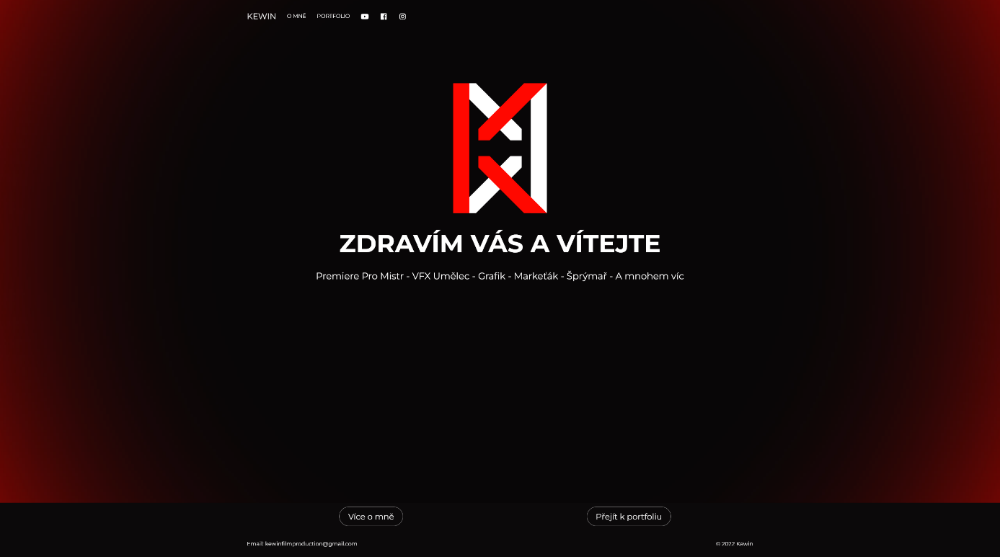 KEWIN O MNĚ PORTFOLIO
ZDRAVÍM VÁS A VÍTEJTE
Premiere Pro Mistr - VFX Umělec - Grafik - Markeťák - Šprýmař - A mnohem víc
Více o mně Přejít k portfoliu
Email: kewinfilmproduction@gmail.com © 2022 Kewin